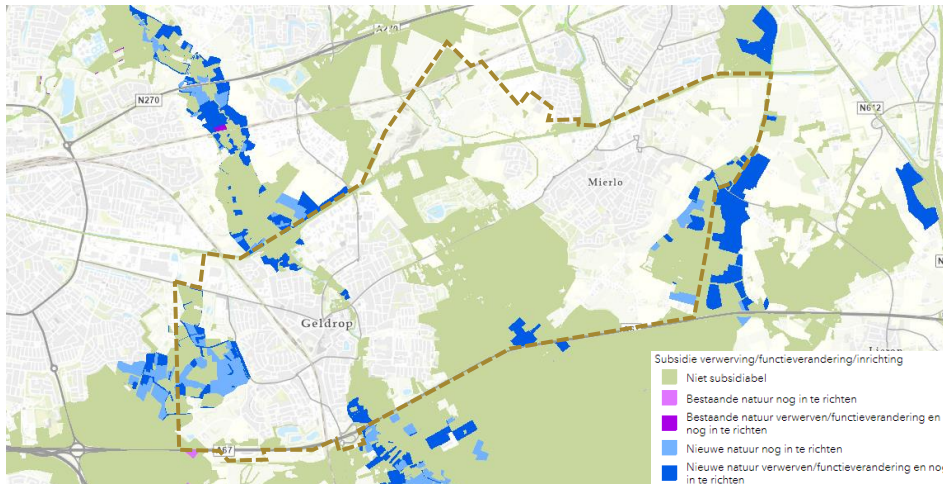 A270
N270
N612
Mierlo
Geldrop
A67
Subsidie verwerving/functieverandering/inrichting
Niet subsidiabel
Bestaande natuur nog in te richten
Bestaande natuur verwerven/functieverandering en
nog in te richten
Nieuwe natuur nog in te richten
Nieuwe natuur verwerven/functieverandering en nog
in te richten